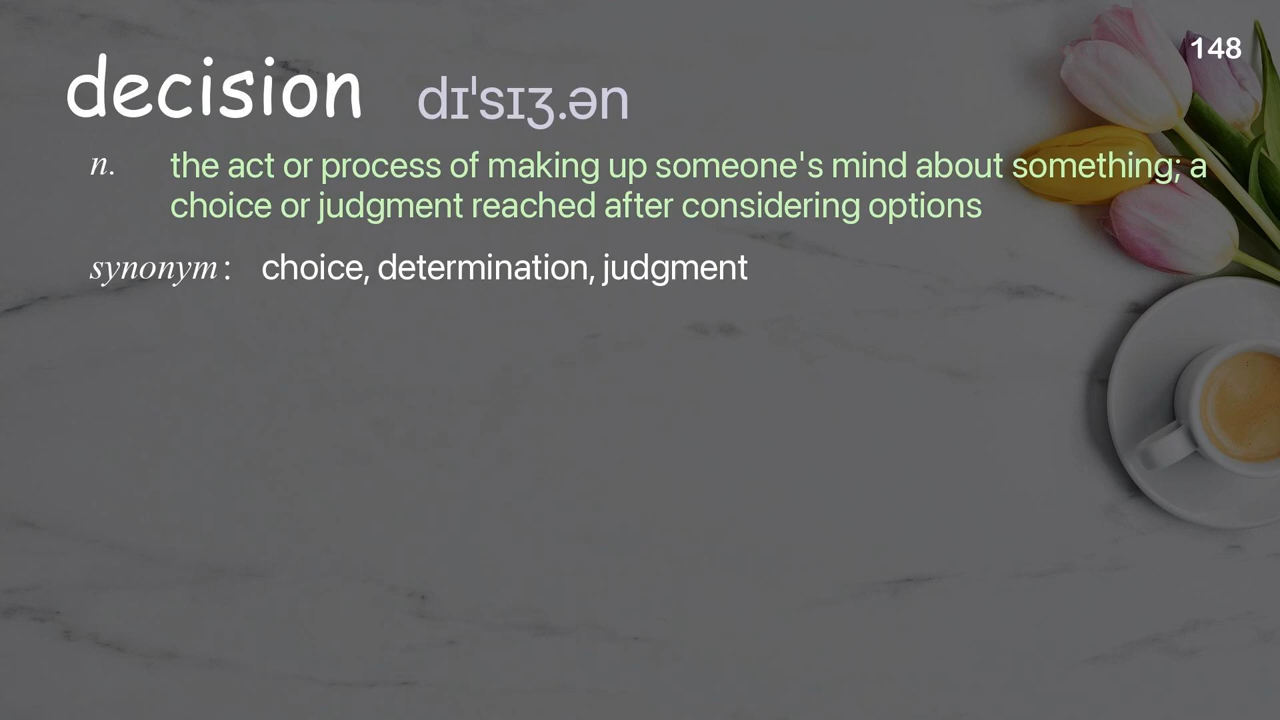 148
decision dɪˈsɪʒ.ən
n. the act or process of making up someone's mind about something; a
choice or judgment reached after considering options
synonym: choice, determination, judgment